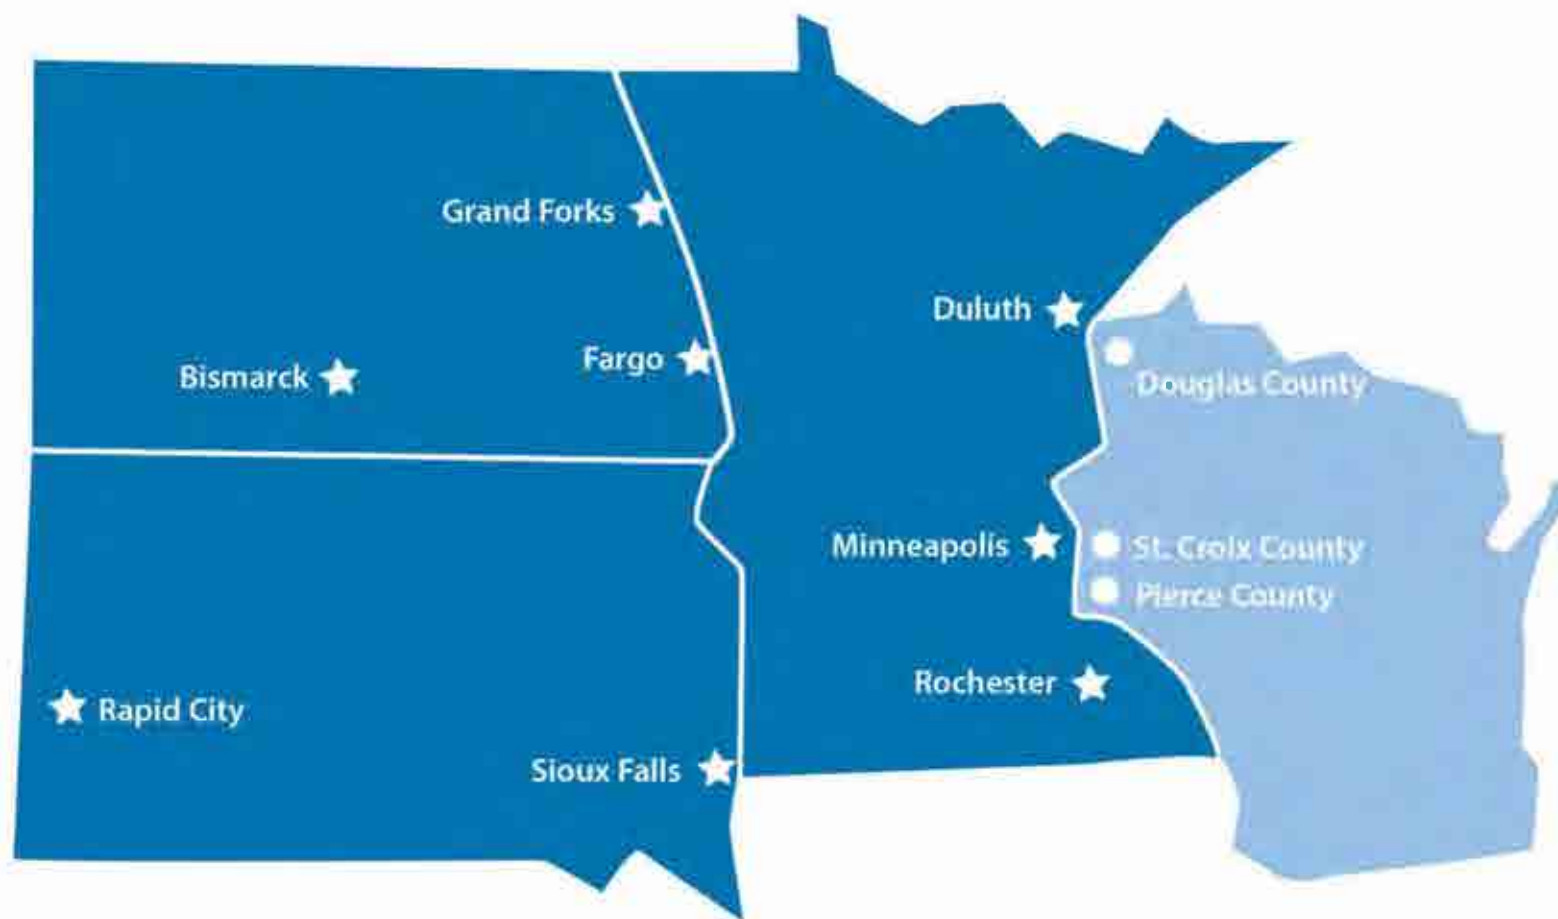 Grand Forks
Duluth
Fargo
Bismarck
Douglas County
Minneapolis
St. Croix County
Pierce County
Rochester
Rapid City
Sioux Falls